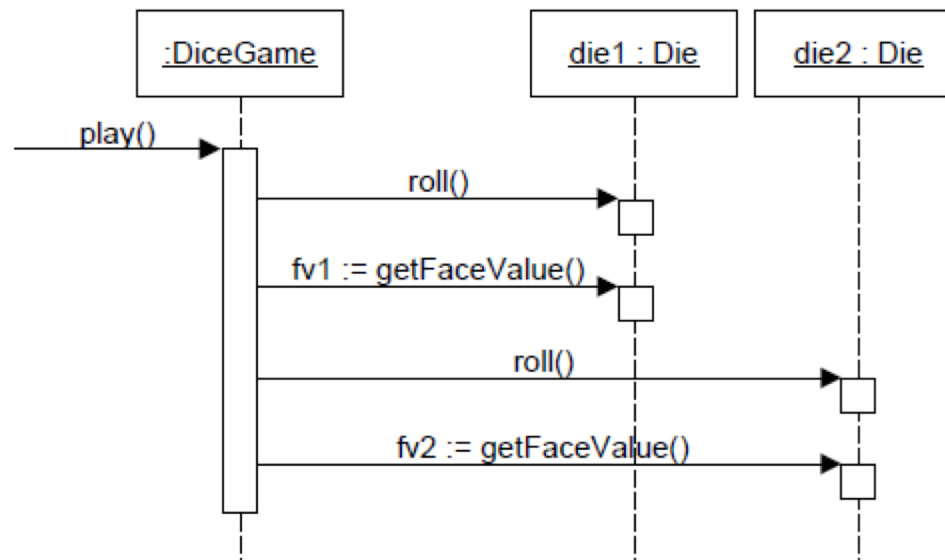 :DiceGame
die1 : Die
die2 : Die
play()
roll()
fv1 := getFaceValue()
roll()
fv2 := getFaceValue()